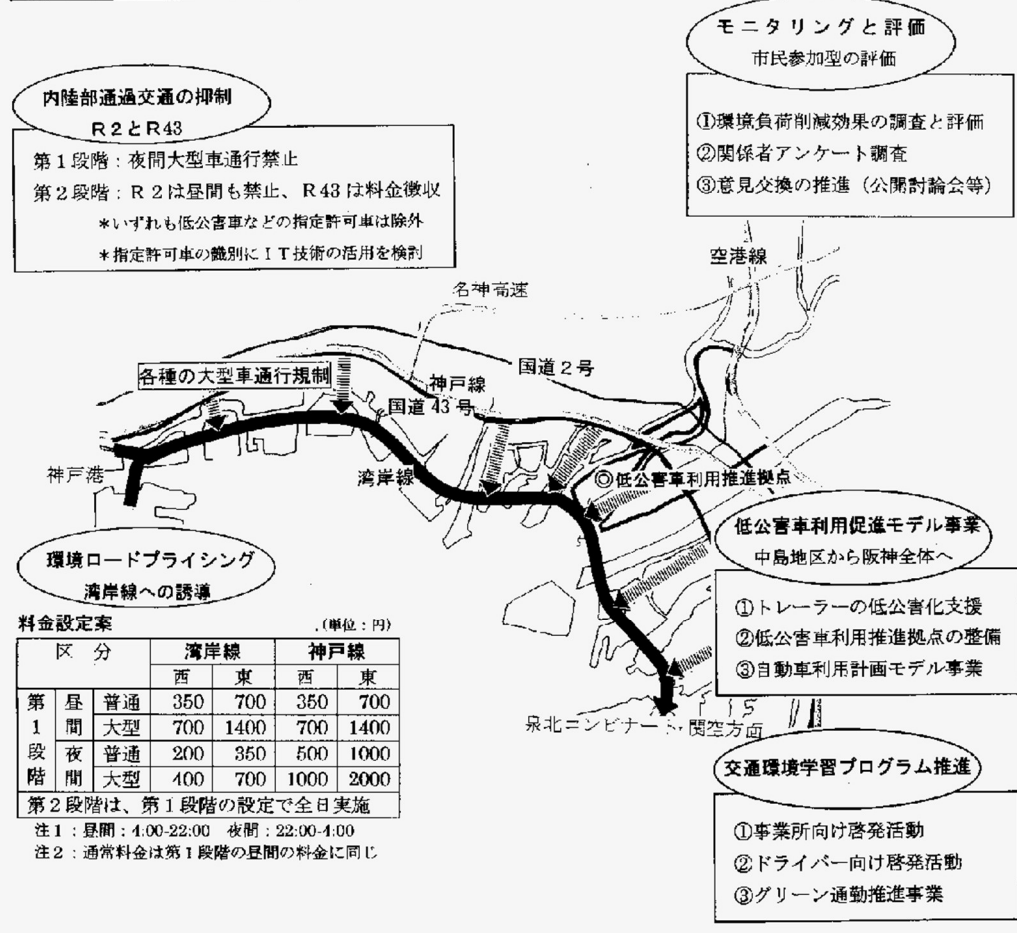 モニタリングと評価
市民参加型の評価
①環境負荷削減効果の調査と評価
②関係者アンケート調査
③意見交換の推進（公開討論会等）
内陸部通過交通の抑制
R2とR43
第1段階：夜間大型車通行禁止
第2段階：R2は昼間も禁止、R43は料金徴収
＊いずれも低公害車などの指定許可車は除外
＊指定許可車の識別にIT技術の活用を検討
空港線
名神高速
国道2号
各種の大型車通行規制
神戸線
国道43号
神戸港
湾岸線
◎低公害車利用推進拠点
泉北コンビナート・関空方面
環境ロードプライシング
湾岸線への誘導
料金設定案 （単位：円）
区分 湾岸線 神戸線
西 東 西 東
第1段階 昼間 普通 350 700 350 700
大型 700 1400 700 1400
夜間 普通 200 350 500 1000
大型 400 700 1000 2000
第2段階は、第1段階の設定で全日実施
注1：昼間：4:00-22:00 夜間：22:00-4:00
注2：通常料金は第1段階の昼間の料金に同じ
低公害車利用促進モデル事業
中島地区から阪神全体へ
①トレーラーの低公害化支援
②低公害車利用推進拠点の整備
③自動車利用計画モデル事業
交通環境学習プログラム推進
①事業所向け啓発活動
②ドライバー向け啓発活動
③グリーン通勤推進事業